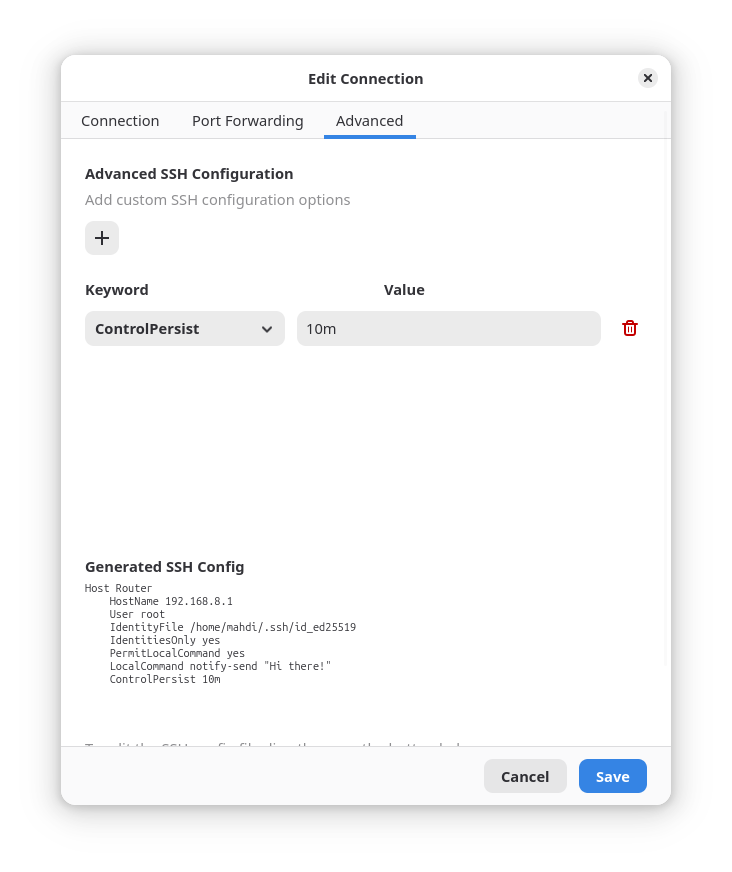 Edit Connection
Connection Port Forwarding Advanced
Advanced SSH Configuration
Add custom SSH configuration options
Keyword Value
ControlPersist 10m
Generated SSH Config
Host Router
    HostName 192.168.8.1
    User root
    IdentityFile /home/mahdi/.ssh/id_ed25519
    IdentitiesOnly yes
    PermitLocalCommand yes
    LocalCommand notify-send "Hi there!"
    ControlPersist 10m
Cancel Save